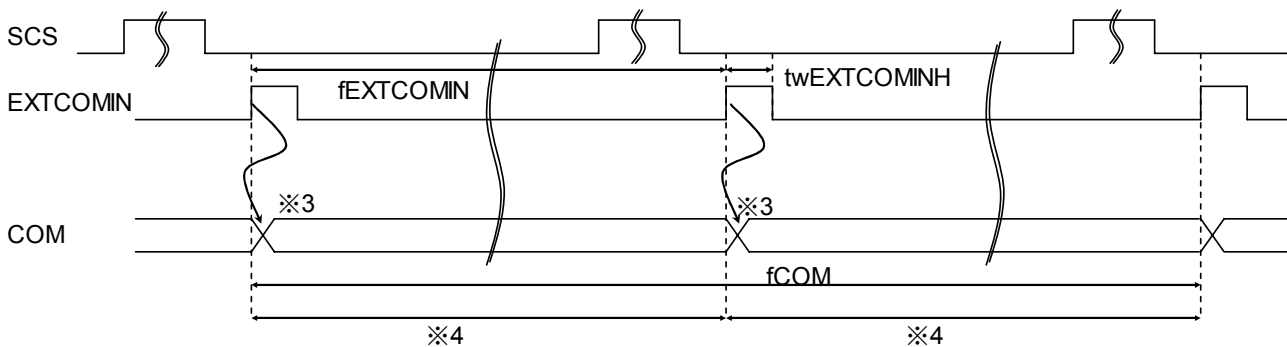 SCS
fEXTCOMIN
twEXTCOMINH
EXTCOMIN
※3
※3
COM
fCOM
※4
※4